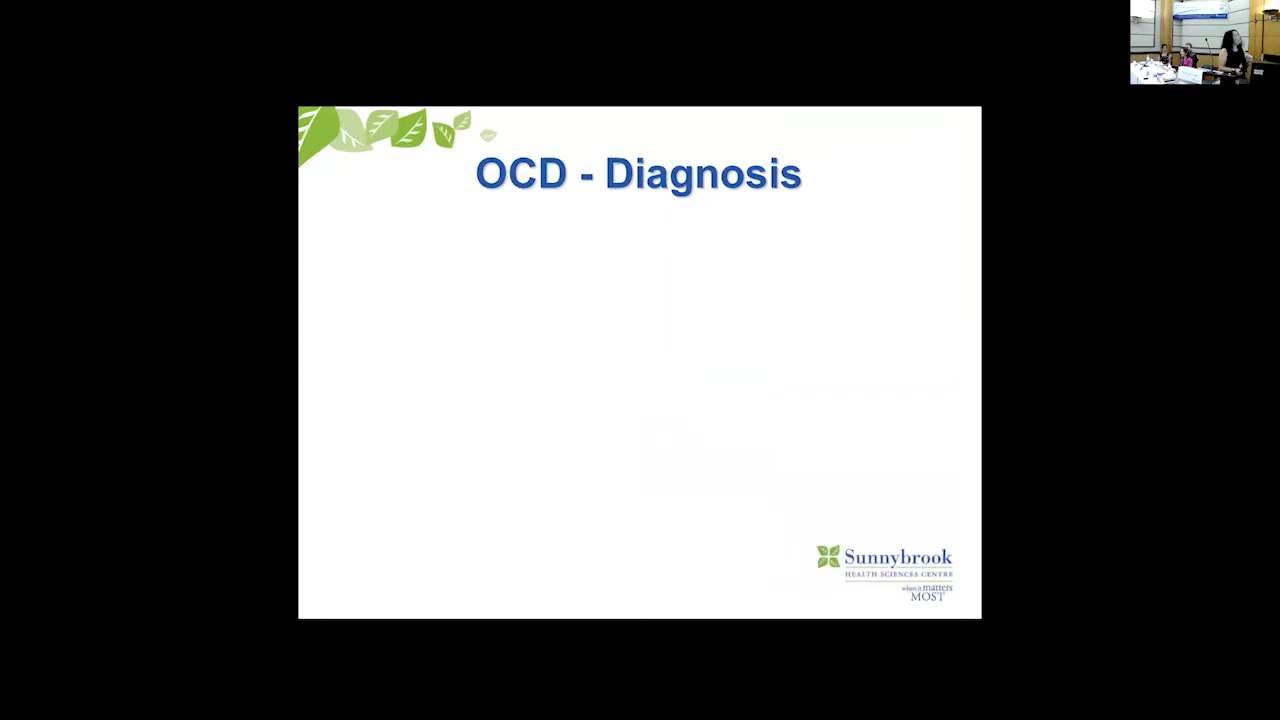 OCD - Diagnosis
Sunnybrook
HEALTH SCIENCES CENTRE
when it matters
MOST